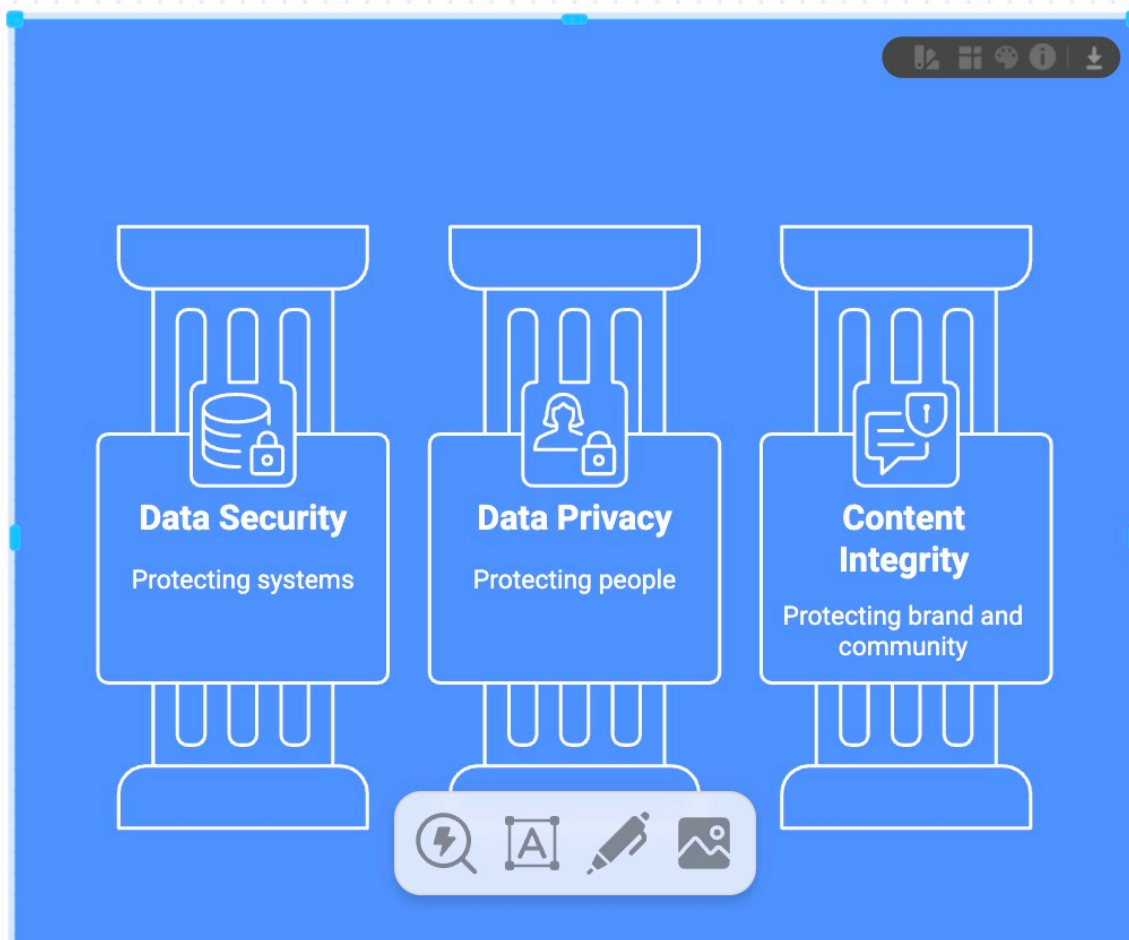 Data Security
Protecting systems
Data Privacy
Protecting people
Content
Integrity
Protecting brand and
community
A